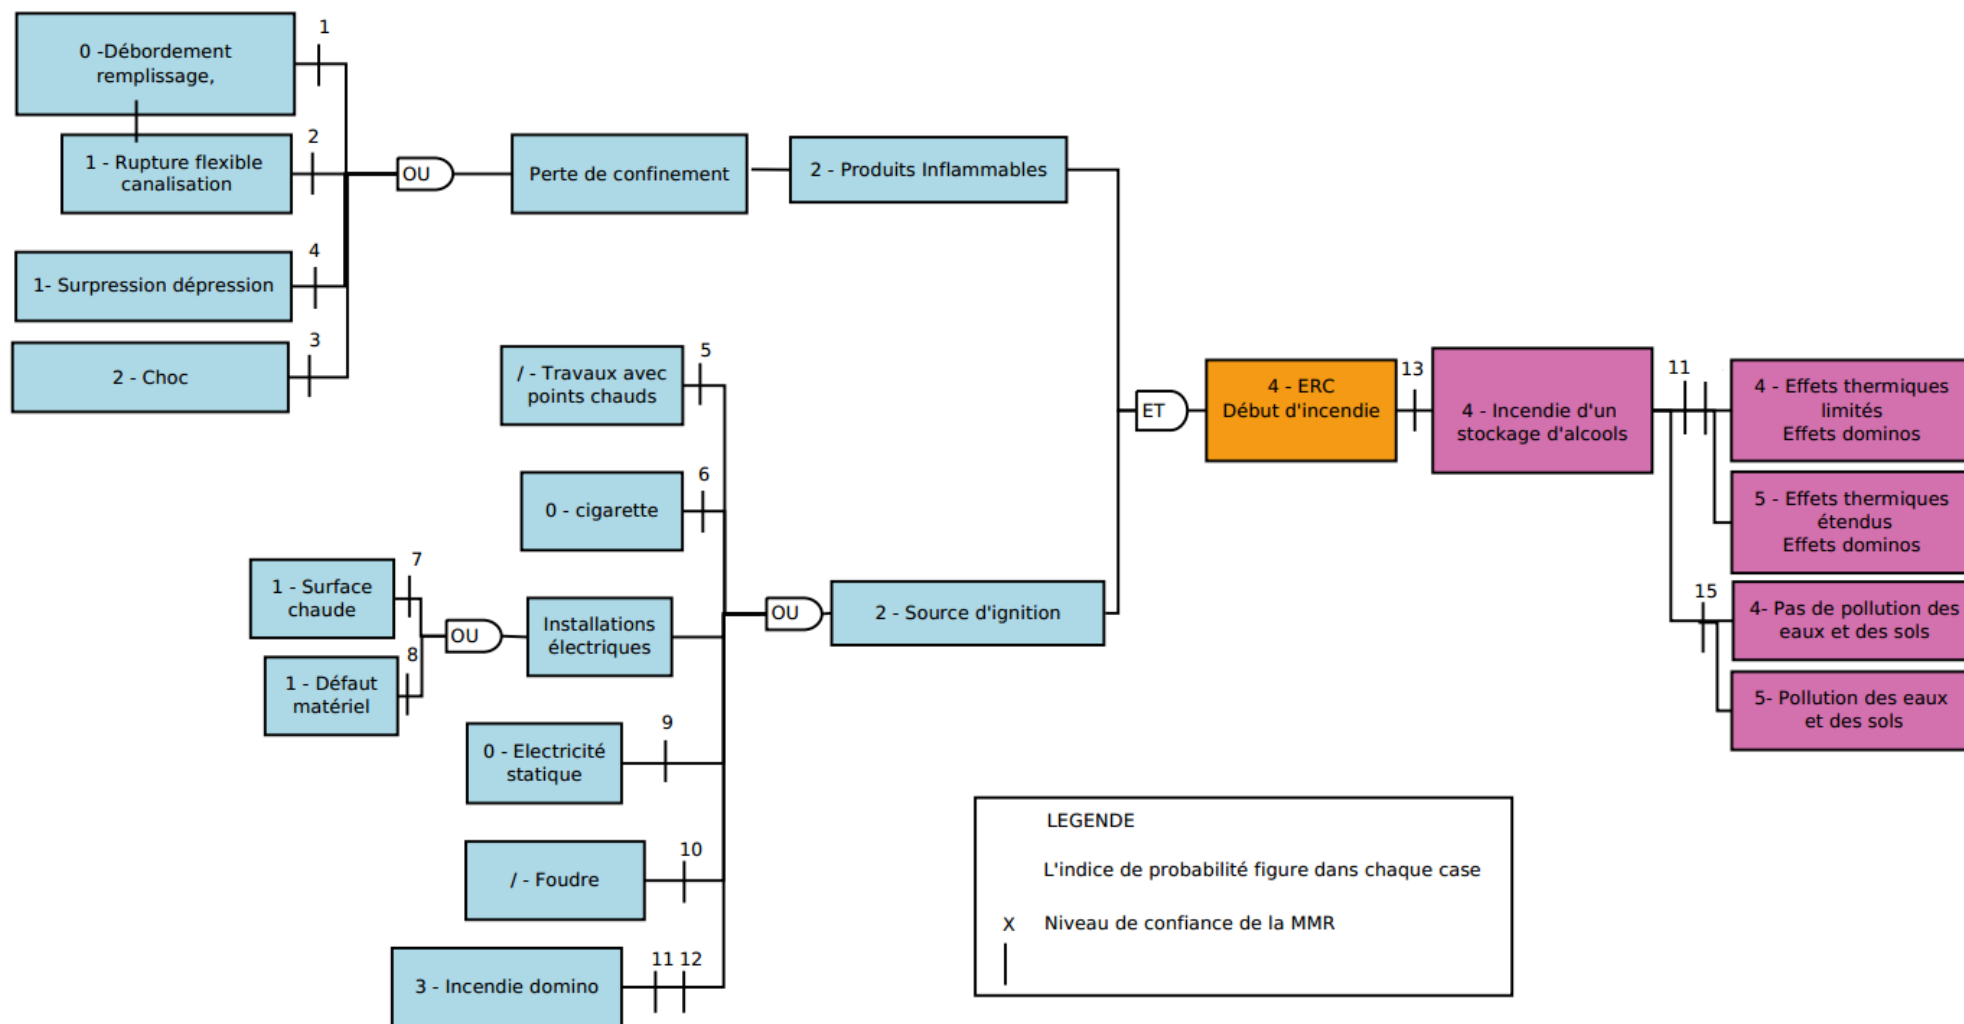 1
0 -Débordement
remplissage,
2
1 - Rupture flexible
canalisation
OU
Perte de confinement
2 - Produits Inflammables
4
1- Surpression dépression
3
2 - Choc
5
/ - Travaux avec
points chauds
6
0 - cigarette
7
1 - Surface
chaude
OU
Installations
électriques
8
1 - Défaut
matériel
OU
2 - Source d'ignition
9
0 - Electricité
statique
10
/ - Foudre
11 12
3 - Incendie domino
ET
4 - ERC
Début d'incendie
13
4 - Incendie d'un
stockage d'alcools
11
4 - Effets thermiques
limités
Effets dominos
5 - Effets thermiques
étendus
Effets dominos
15
4- Pas de pollution des
eaux et des sols
5- Pollution des eaux
et des sols
LEGENDE
L'indice de probabilité figure dans chaque case
X Niveau de confiance de la MMR